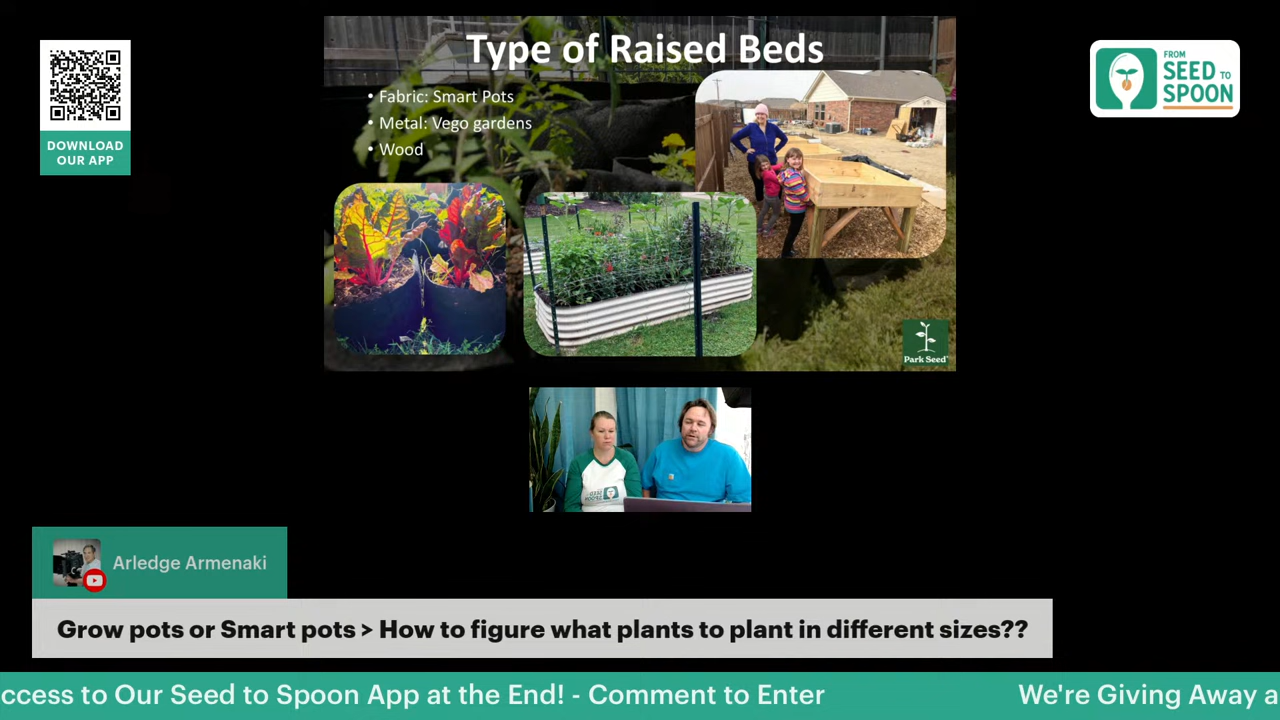 Type of Raised Beds
• Fabric: Smart Pots
• Metal: Vego gardens
• Wood
DOWNLOAD
OUR APP
FROM
SEED TO
SPOON
Park Seed
SEED
SPOON
Arledge Armenaki
Grow pots or Smart pots > How to figure what plants to plant in different sizes??
ccess to Our Seed to Spoon App at the End! - Comment to Enter
We're Giving Away a